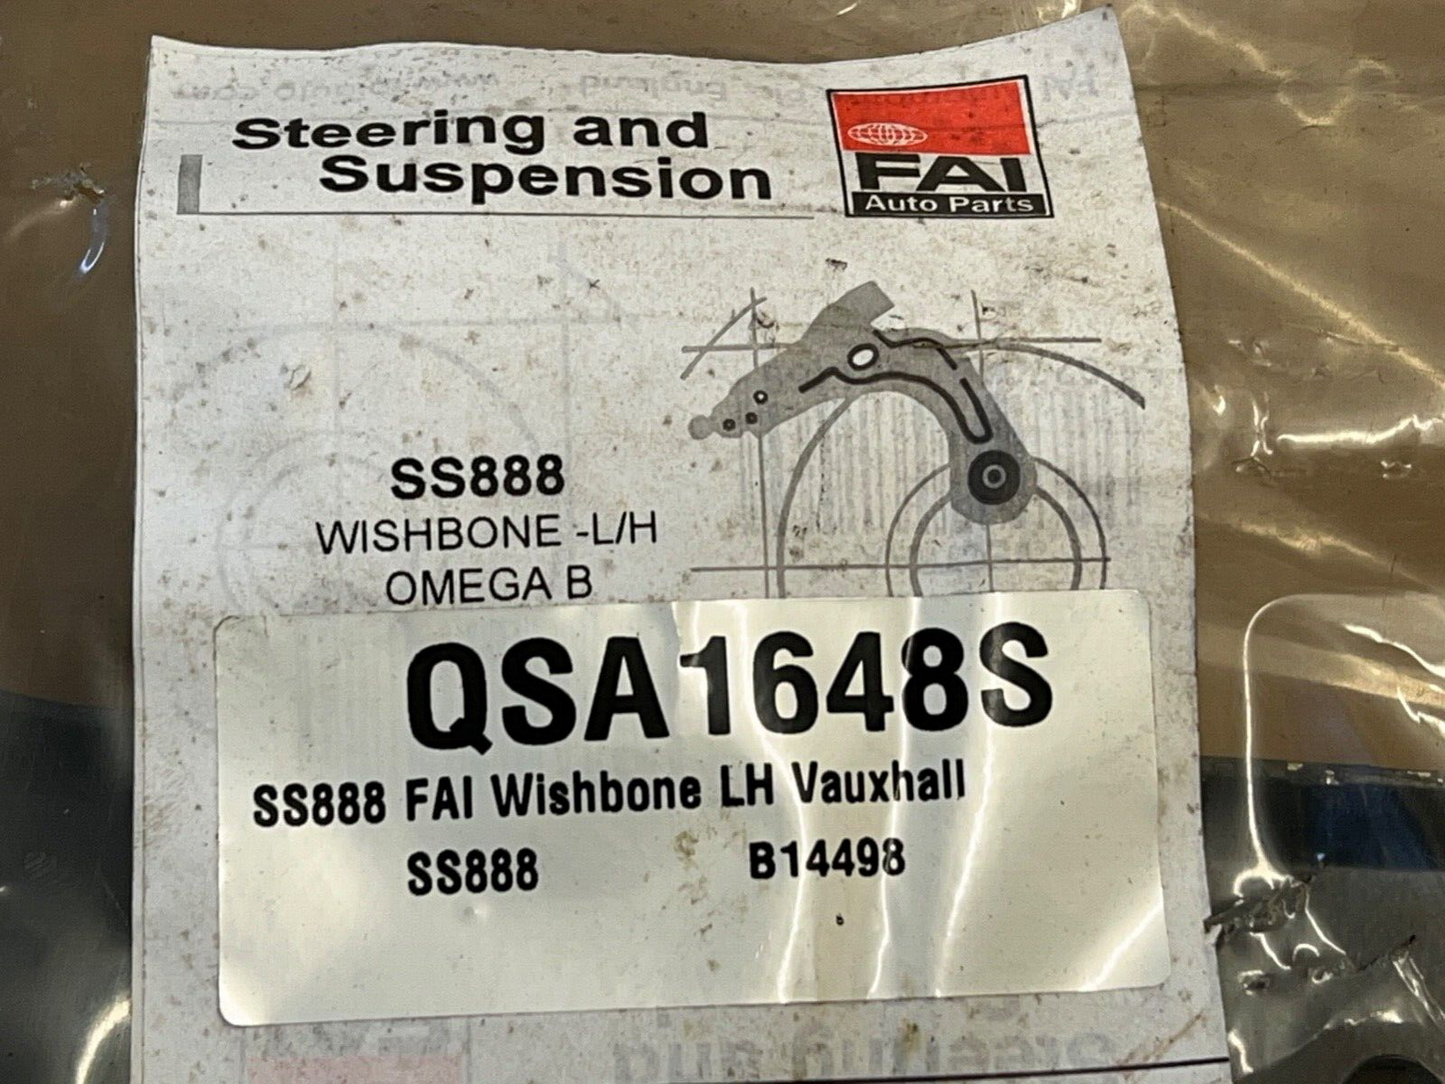 Steering and
Suspension
FAI
Auto Parts
SS888
WISHBONE -L/H
OMEGA B
QSA1648S
SS888 FAI Wishbone LH Vauxhall
SS888 B14498